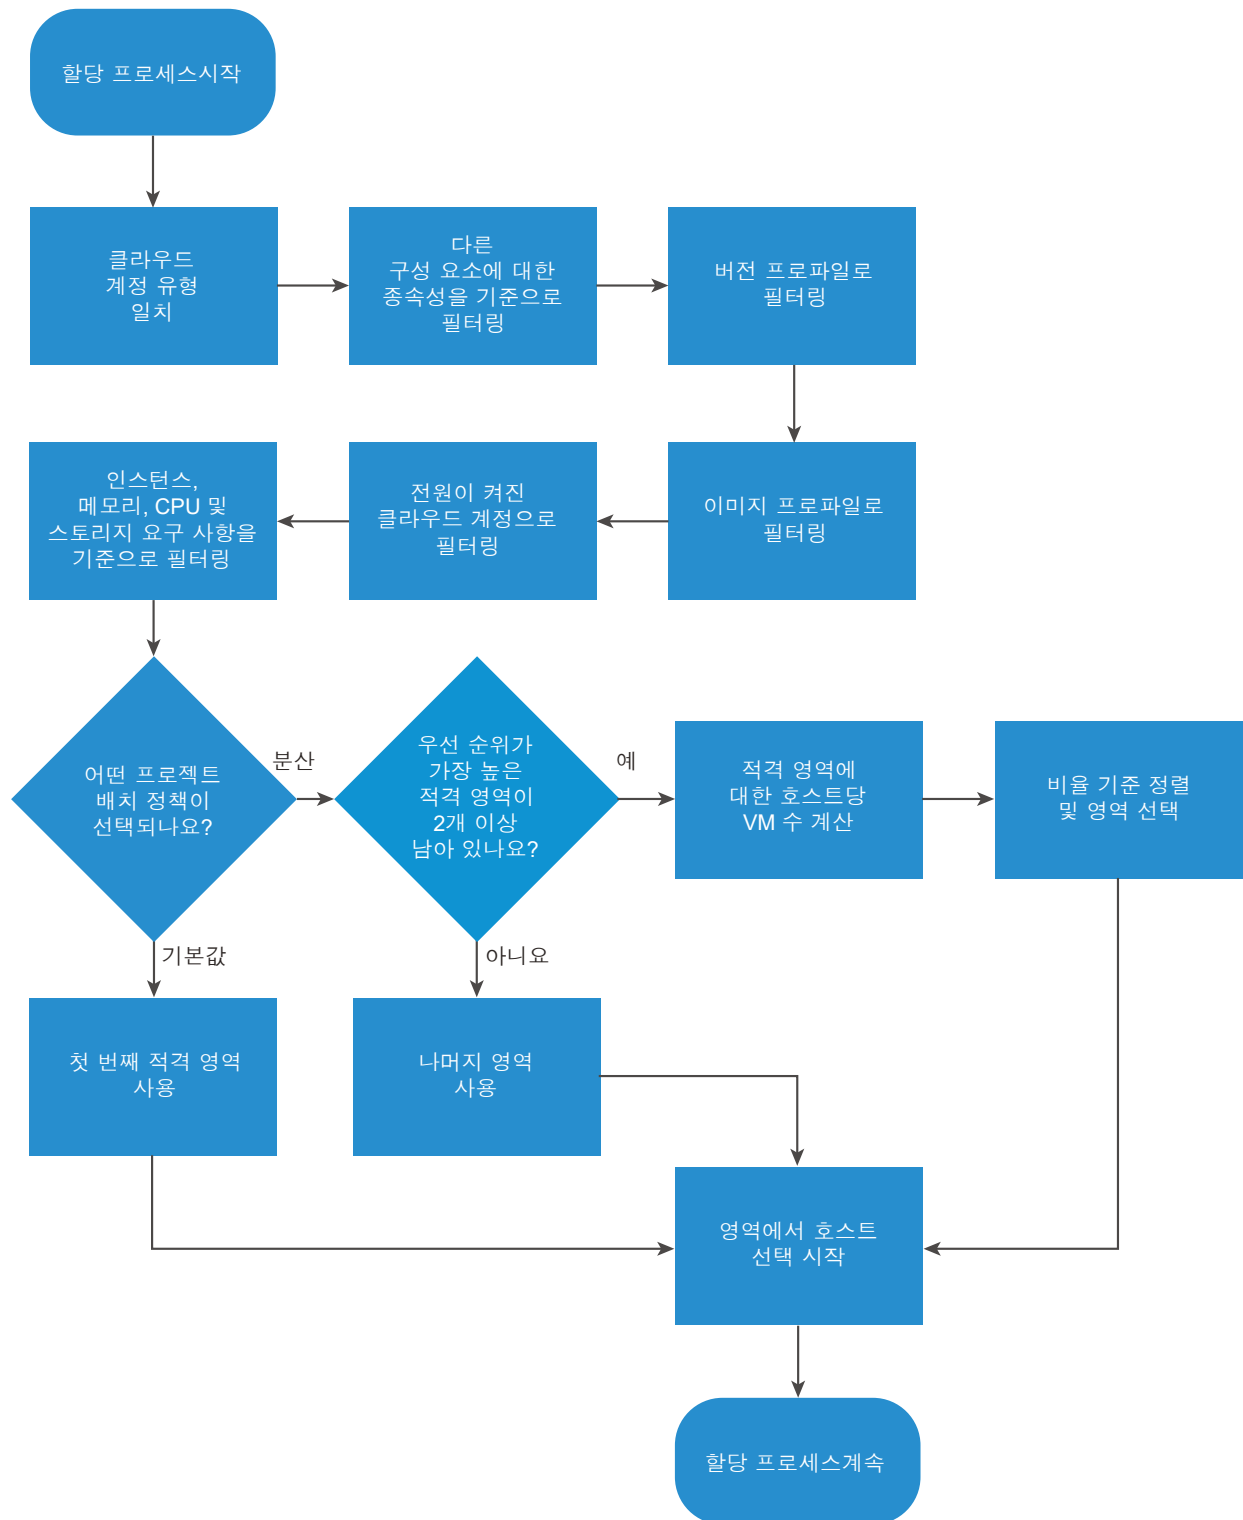 할당 프로세스시작
클라우드
계정 유형
일치
다른
구성 요소에 대한
종속성을 기준으로
필터링
버전 프로파일로
필터링
인스턴스,
메모리, CPU 및
스토리지 요구 사항을
기준으로 필터링
전원이 켜진
클라우드 계정으로
필터링
이미지 프로파일로
필터링
어떤 프로젝트
배치 정책이
선택되나요?
분산
우선 순위가
가장 높은
적격 영역이
2개 이상
남아 있나요?
예
적격 영역에
대한 호스트당
VM 수 계산
비율 기준 정렬
및 영역 선택
기본값
아니요
첫 번째 적격 영역
사용
나머지 영역
사용
영역에서 호스트
선택 시작
할당 프로세스계속